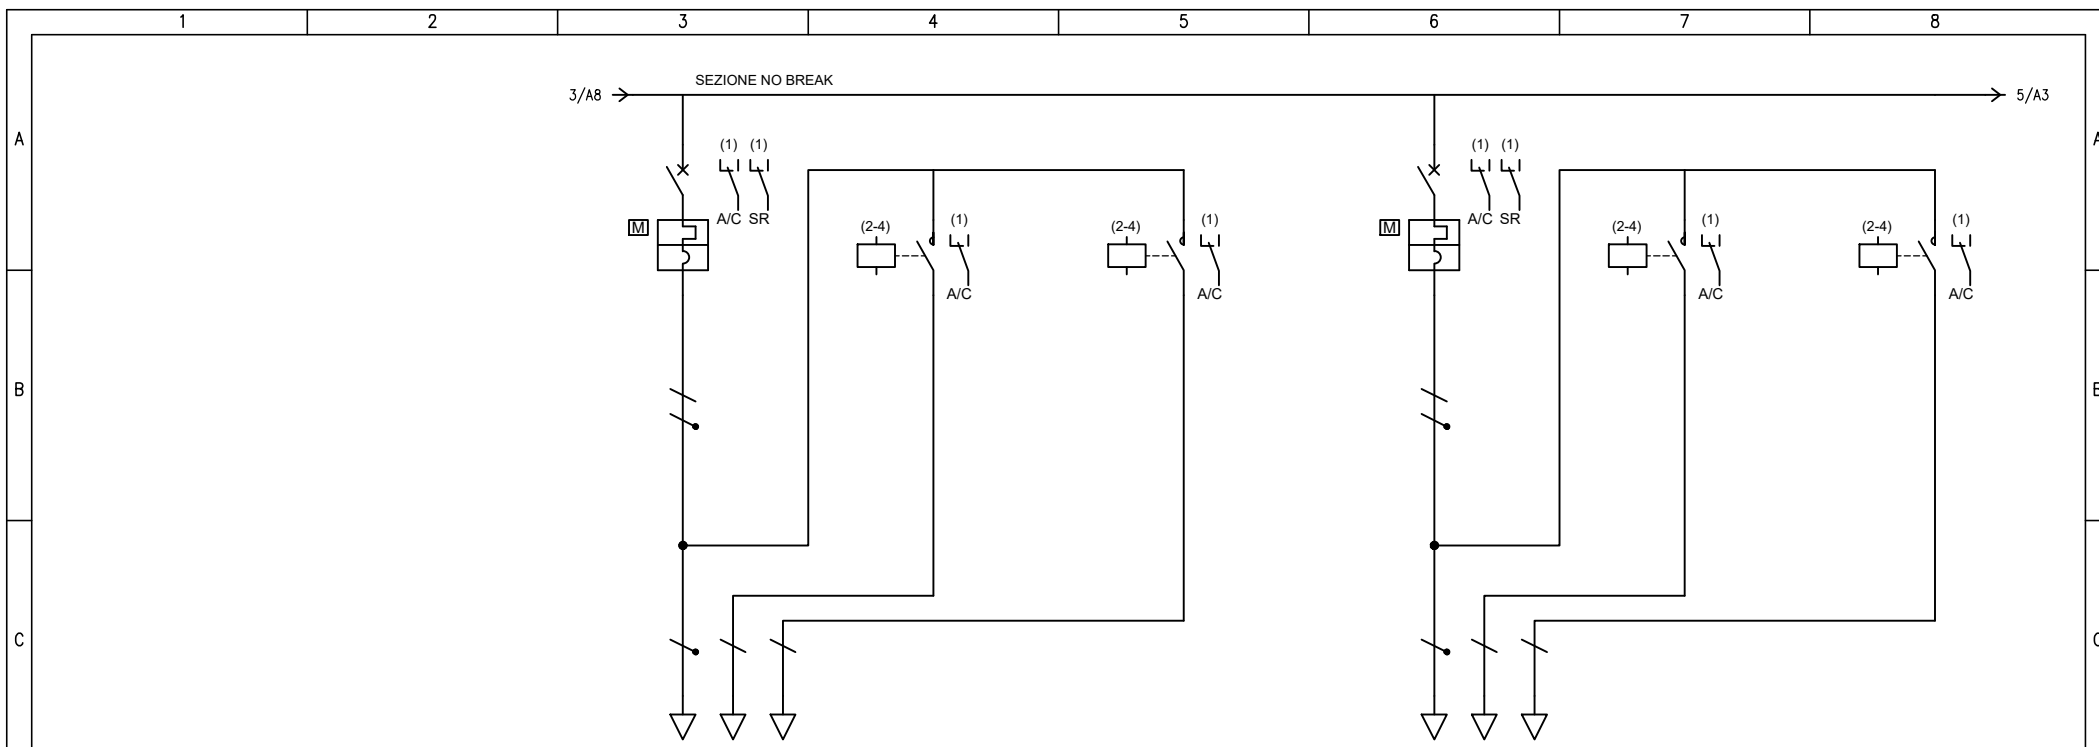 1 2 3 4 5 6 7 8
SEZIONE NO BREAK
3/A8 5/A3
A A
(1) (1) (1) (1)
A/C SR A/C SR
M (2-4) (1) (2-4) (1) M (2-4) (1) (2-4) (1)
A/C A/C A/C A/C
B B
C C